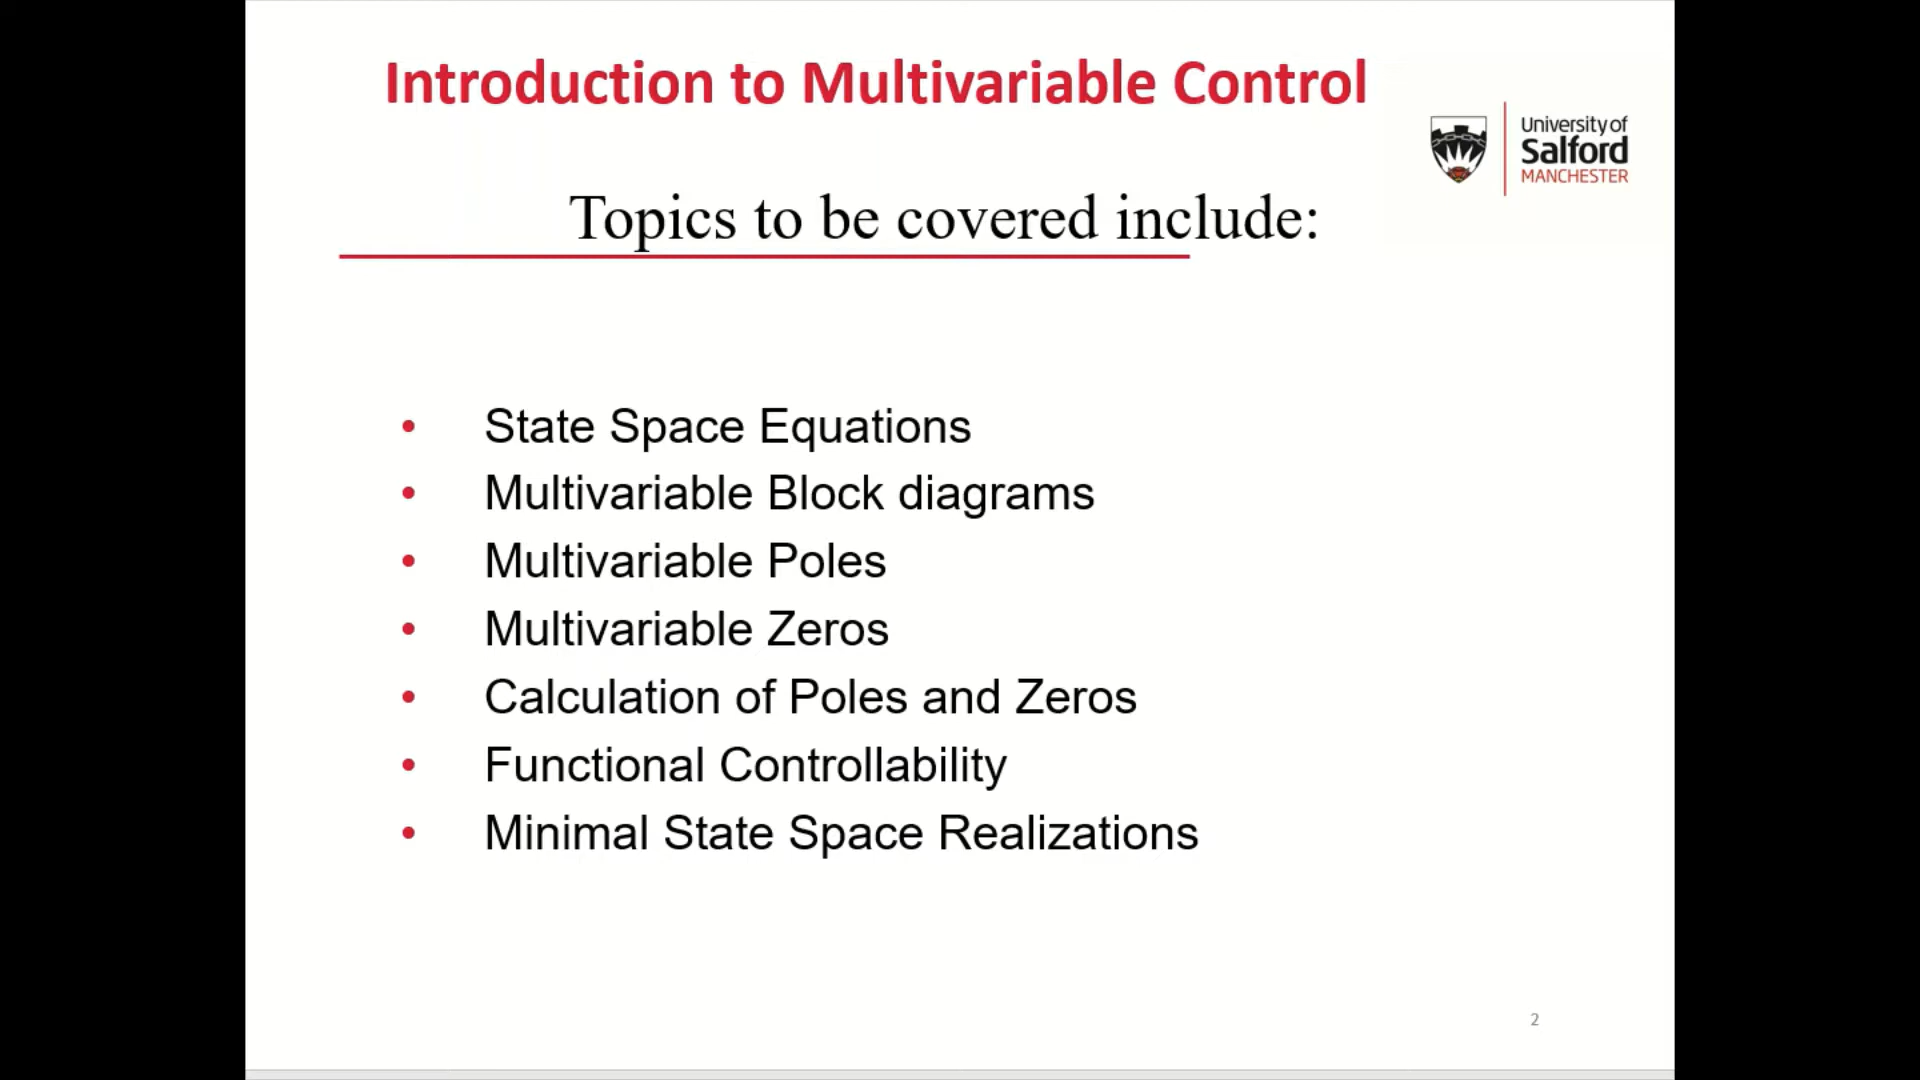 Introduction to Multivariable Control
University of
Salford
MANCHESTER
Topics to be covered include:
• State Space Equations
• Multivariable Block diagrams
• Multivariable Poles
• Multivariable Zeros
• Calculation of Poles and Zeros
• Functional Controllability
• Minimal State Space Realizations
2